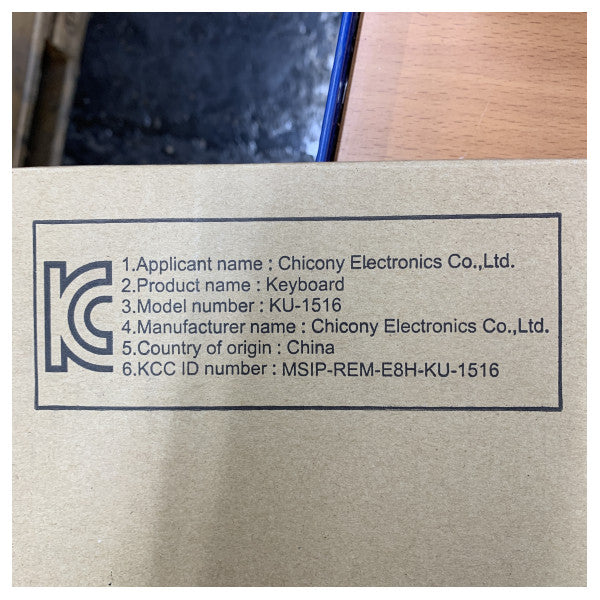 KC
1.Applicant name : Chicony Electronics Co.,Ltd.
2.Product name : Keyboard
3.Model number : KU-1516
4.Manufacturer name : Chicony Electronics Co.,Ltd.
5.Country of origin : China
6.KCC ID number : MSIP-REM-E8H-KU-1516